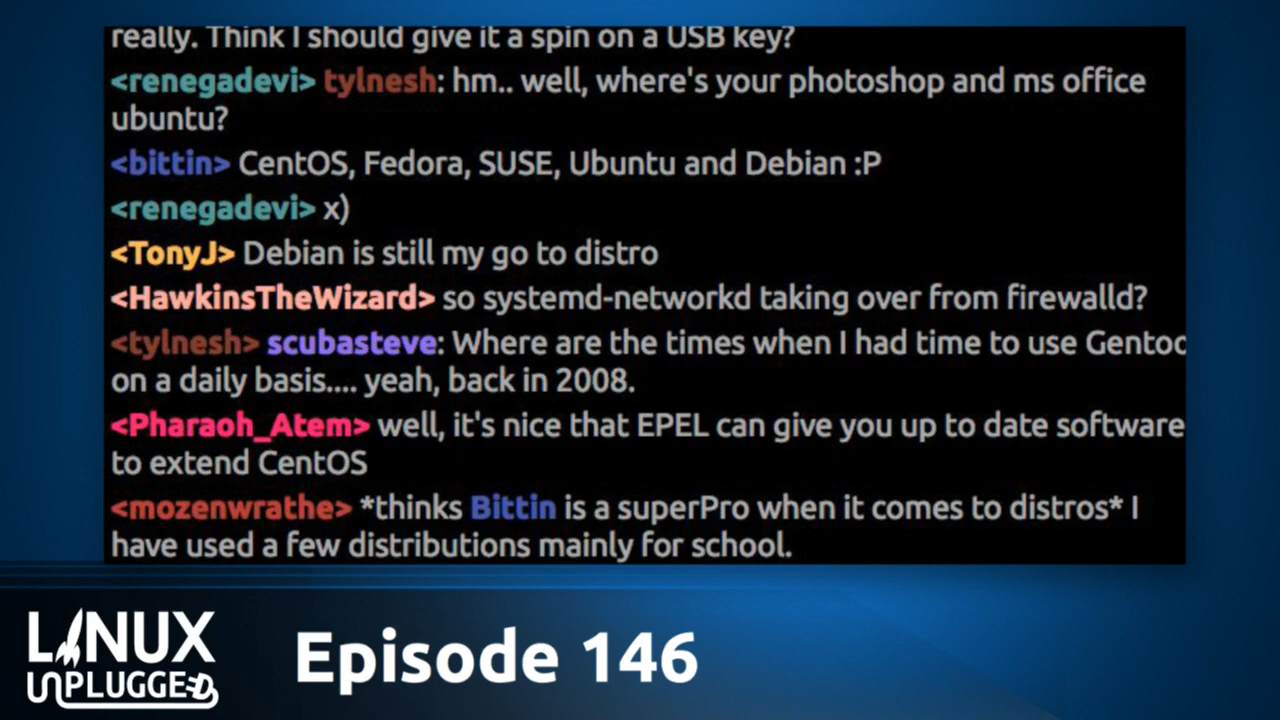 really. Think I should give it a spin on a USB key?
<renegadevi> tylnesh: hm.. well, where's your photoshop and ms office
ubuntu?
<bittin> CentOS, Fedora, SUSE, Ubuntu and Debian :P
<renegadevi> x)
<TonyJ> Debian is still my go to distro
<HawkinsTheWizard> so systemd-networkd taking over from firewalld?
<tylnesh> scubasteve: Where are the times when I had time to use Gentoo
on a daily basis.... yeah, back in 2008.
<Pharaoh_Atem> well, it's nice that EPEL can give you up to date software
to extend CentOS
<mozenwrathe> *thinks Bittin is a superPro when it comes to distros* I
have used a few distributions mainly for school.
LINUX
UNPLUGGED
Episode 146